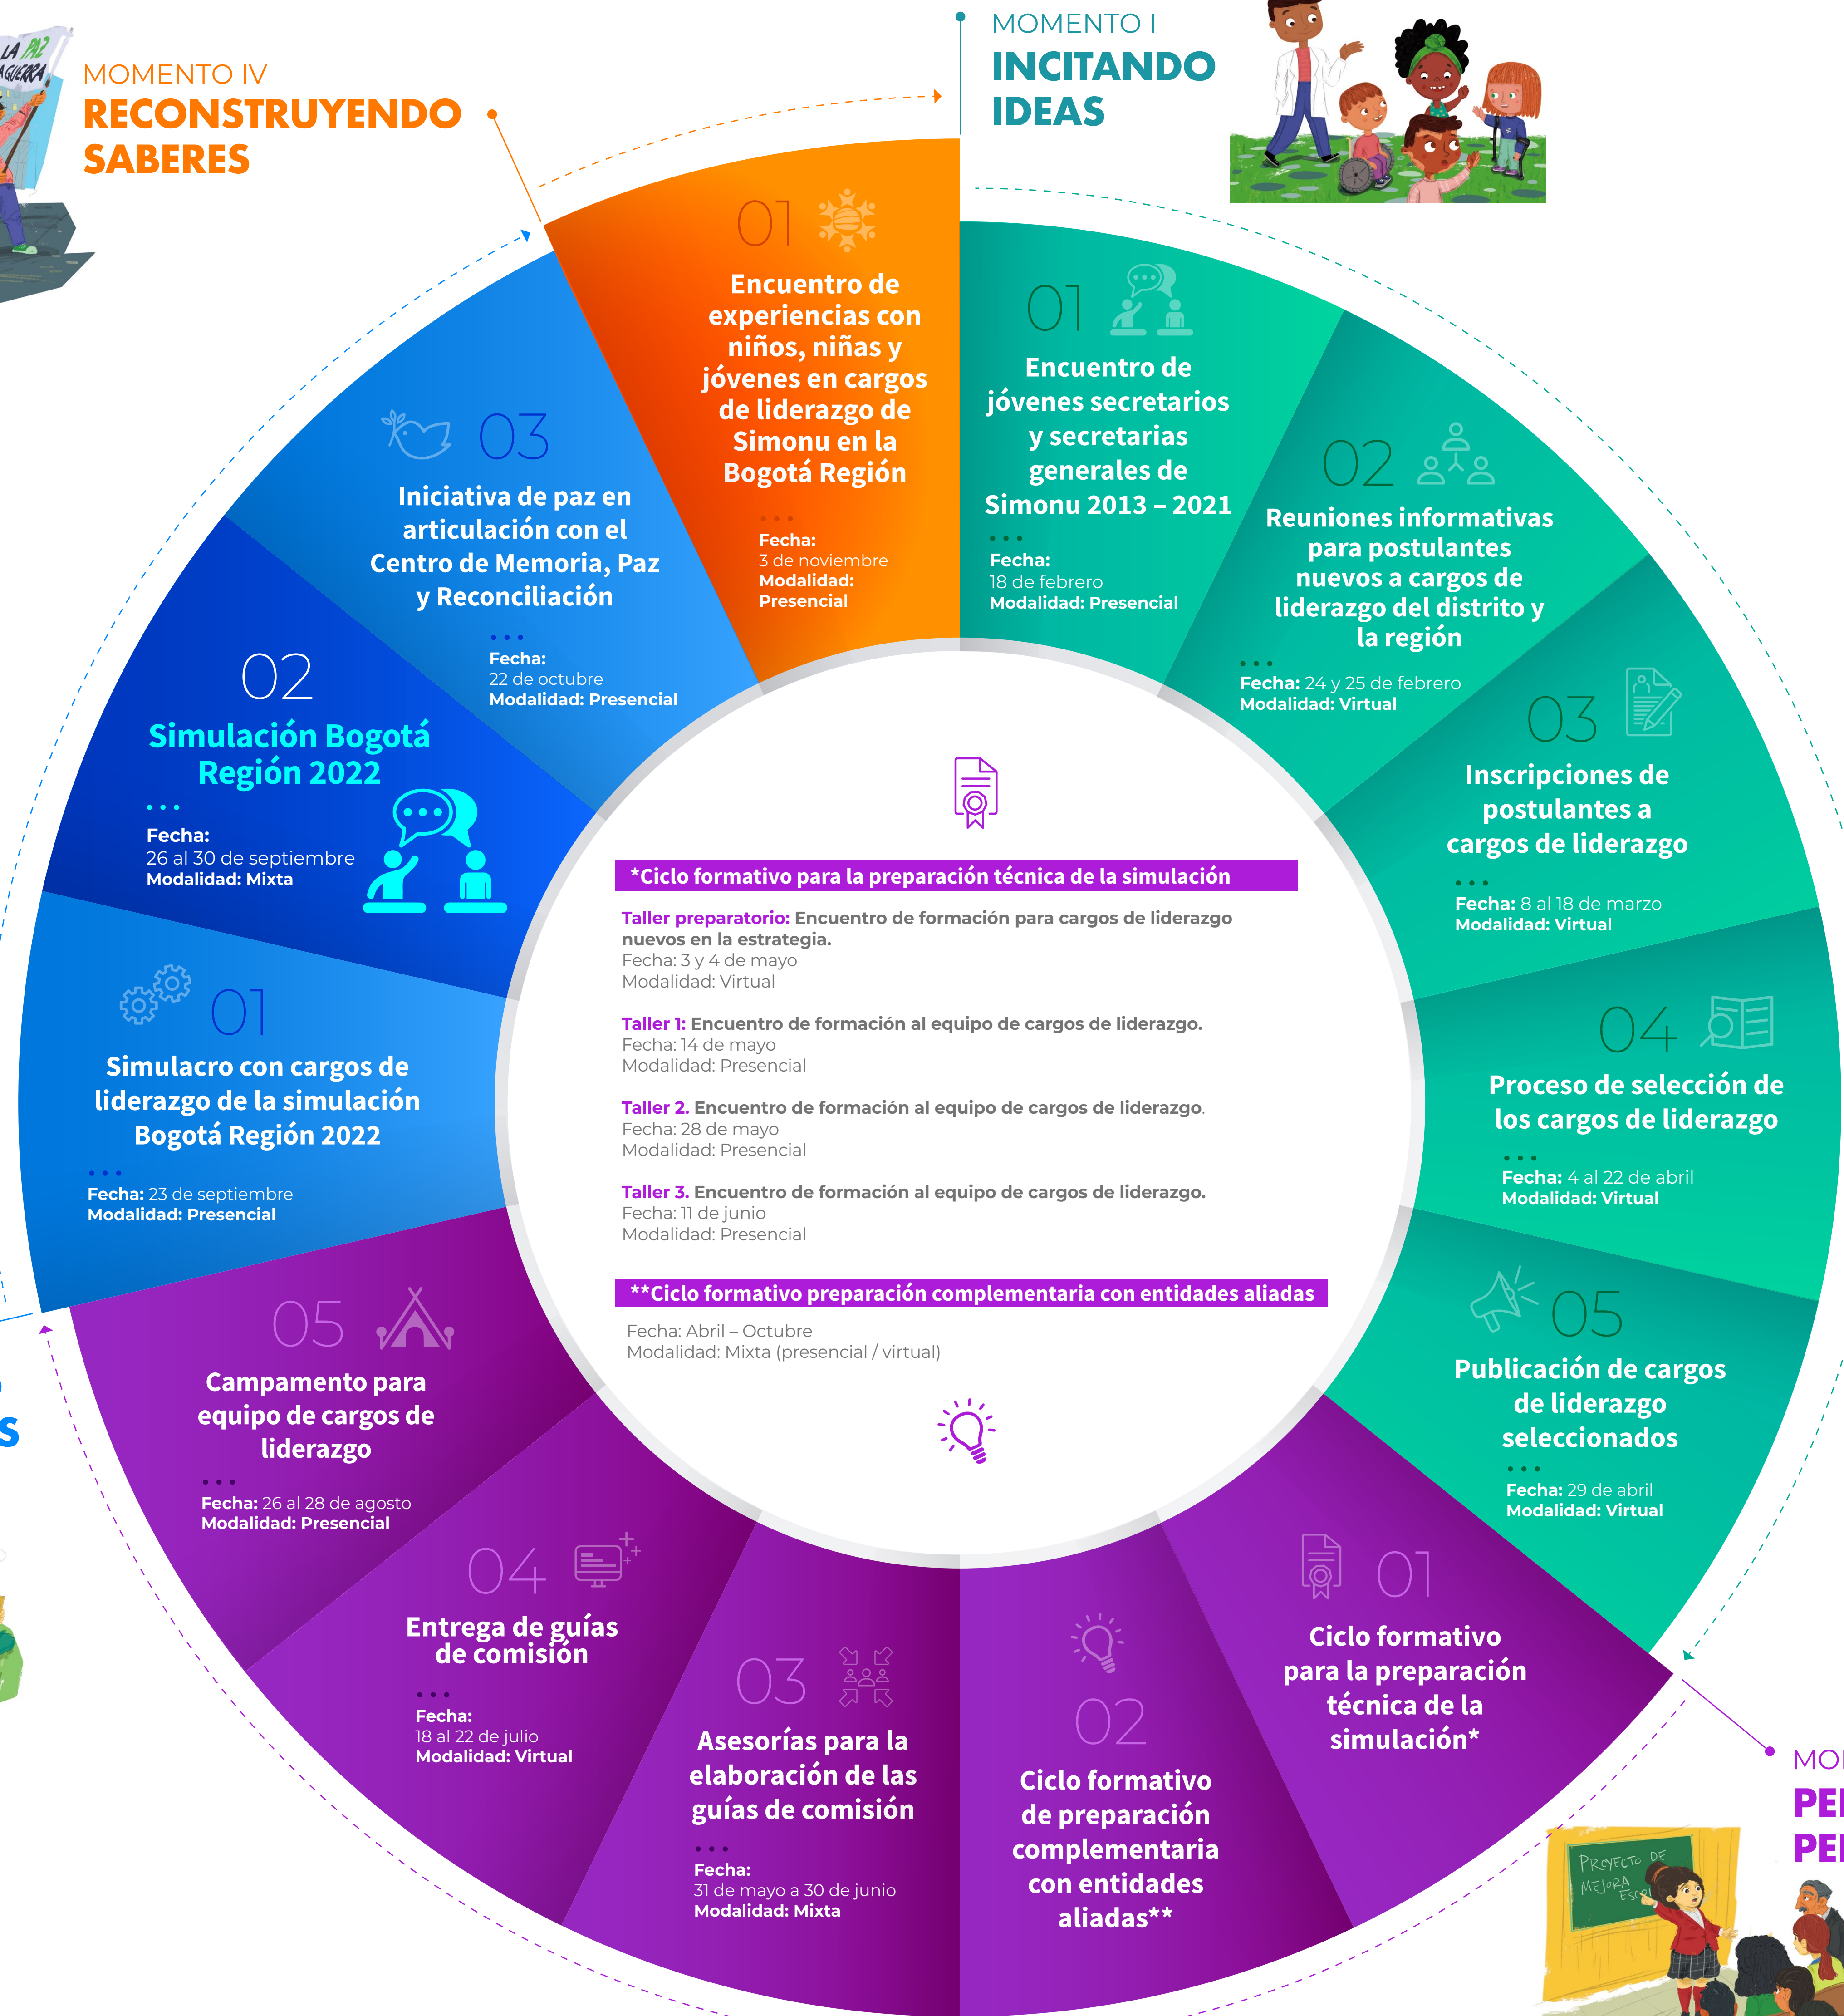 LA PAZ
GUERRA
MOMENTO IV
RECONSTRUYENDO
SABERES
MOMENTO I
INCITANDO
IDEAS
01
Encuentro de
jóvenes secretarios
y secretarias
generales de
Simonu 2013 – 2021
Fecha:
18 de febrero
Modalidad: Presencial
02
Reuniones informativas
para postulantes
nuevos a cargos de
liderazgo del distrito y
la región
Fecha: 24 y 25 de febrero
Modalidad: Virtual
03
Inscripciones de
postulantes a
cargos de liderazgo
Fecha: 8 al 18 de marzo
Modalidad: Virtual
04
Proceso de selección de
los cargos de liderazgo
Fecha: 4 al 22 de abril
Modalidad: Virtual
05
Publicación de cargos
de liderazgo
seleccionados
Fecha: 29 de abril
Modalidad: Virtual
01
Ciclo formativo
para la preparación
técnica de la
simulación*
02
Ciclo formativo
de preparación
complementaria
con entidades
aliadas**
03
Asesorías para la
elaboración de las
guías de comisión
Fecha:
31 de mayo a 30 de junio
Modalidad: Mixta
04
Entrega de guías
de comisión
Fecha:
18 al 22 de julio
Modalidad: Virtual
05
Campamento para
equipo de cargos de
liderazgo
Fecha: 26 al 28 de agosto
Modalidad: Presencial
01
Simulacro con cargos de
liderazgo de la simulación
Bogotá Región 2022
Fecha: 23 de septiembre
Modalidad: Presencial
02
Simulación Bogotá
Región 2022
Fecha:
26 al 30 de septiembre
Modalidad: Mixta
03
Iniciativa de paz en
articulación con el
Centro de Memoria, Paz
y Reconciliación
Fecha:
22 de octubre
Modalidad: Presencial
01
Encuentro de
experiencias con
niños, niñas y
jóvenes en cargos
de liderazgo de
Simonu en la
Bogotá Región
Fecha:
3 de noviembre
Modalidad:
Presencial
*Ciclo formativo para la preparación técnica de la simulación
Taller preparatorio: Encuentro de formación para cargos de liderazgo
nuevos en la estrategia.
Fecha: 3 y 4 de mayo
Modalidad: Virtual
Taller 1: Encuentro de formación al equipo de cargos de liderazgo.
Fecha: 14 de mayo
Modalidad: Presencial
Taller 2. Encuentro de formación al equipo de cargos de liderazgo.
Fecha: 28 de mayo
Modalidad: Presencial
Taller 3. Encuentro de formación al equipo de cargos de liderazgo.
Fecha: 11 de junio
Modalidad: Presencial
**Ciclo formativo preparación complementaria con entidades aliadas
Fecha: Abril – Octubre
Modalidad: Mixta (presencial / virtual)
PROYECTO DE
MEJORA